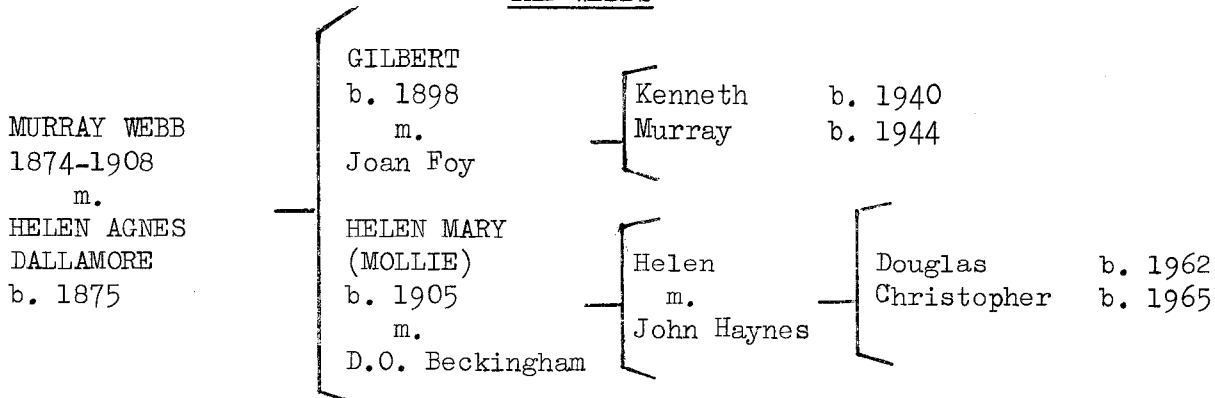 MURRAY WEBB
1874-1908
m.
HELEN AGNES
DALLAMORE
b. 1875
GILBERT
b. 1898
m.
Joan Foy
Kenneth b. 1940
Murray b. 1944
HELEN MARY
(MOLLIE)
b. 1905
m.
D.O. Beckingham
Helen
m.
John Haynes
Douglas b. 1962
Christopher b. 1965